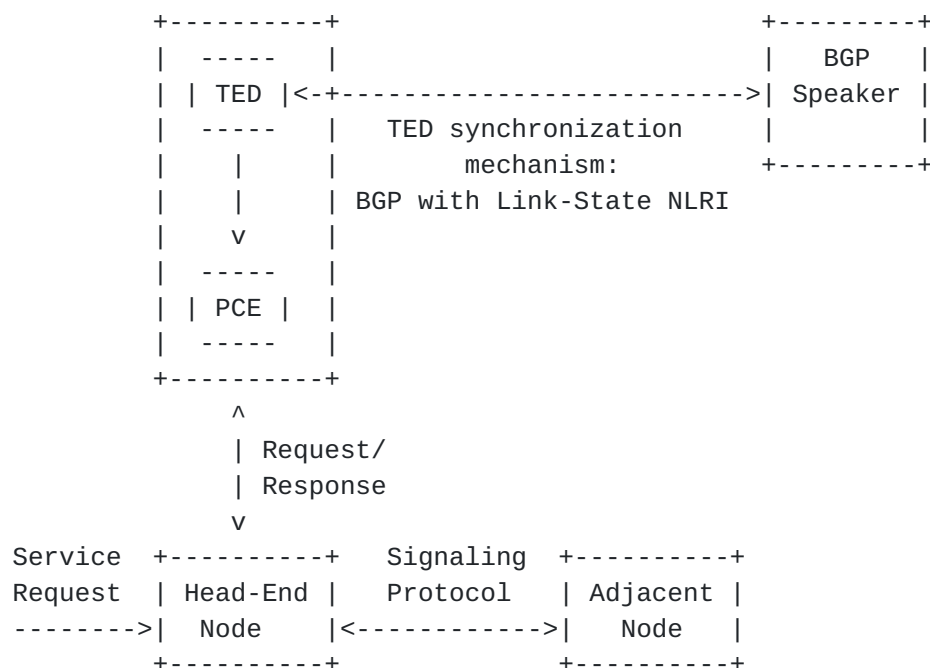 +----------+                           +---------+
|  -----   |                           |   BGP   |
| | TED |<-+-------------------------->| Speaker |
|  -----   |   TED synchronization     |         |
|    |     |        mechanism:         +---------+
|    |     | BGP with Link-State NLRI
|    v     |
|  -----   |
| | PCE |  |
|  -----   |
+----------+
^
| Request/
| Response
v
Service  +----------+   Signaling  +----------+
Request  | Head-End |   Protocol   | Adjacent |
-------->|  Node    |<------------>|   Node   |
+----------+              +----------+